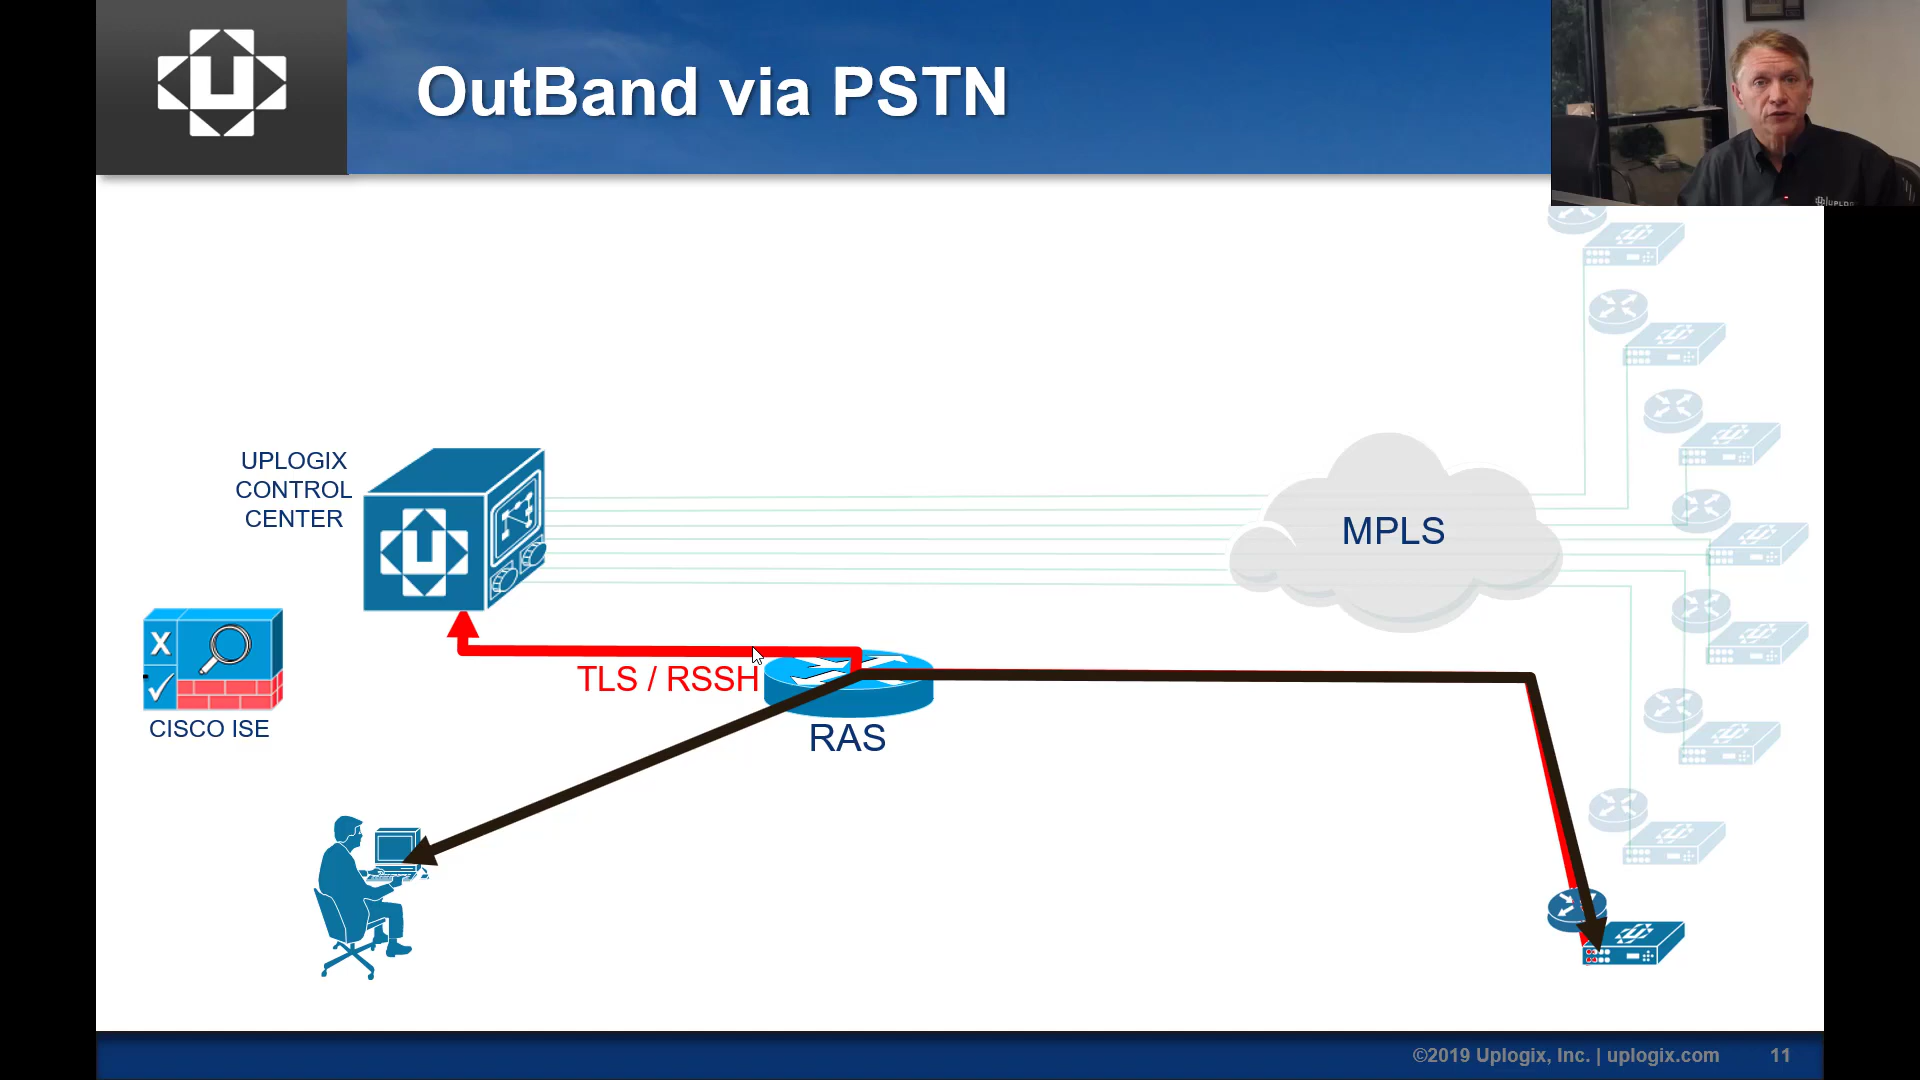 OutBand via PSTN
UPLOGIX
CONTROL
CENTER
MPLS
TLS / RSSH
RAS
CISCO ISE
©2019 Uplogix, Inc. | uplogix.com
11